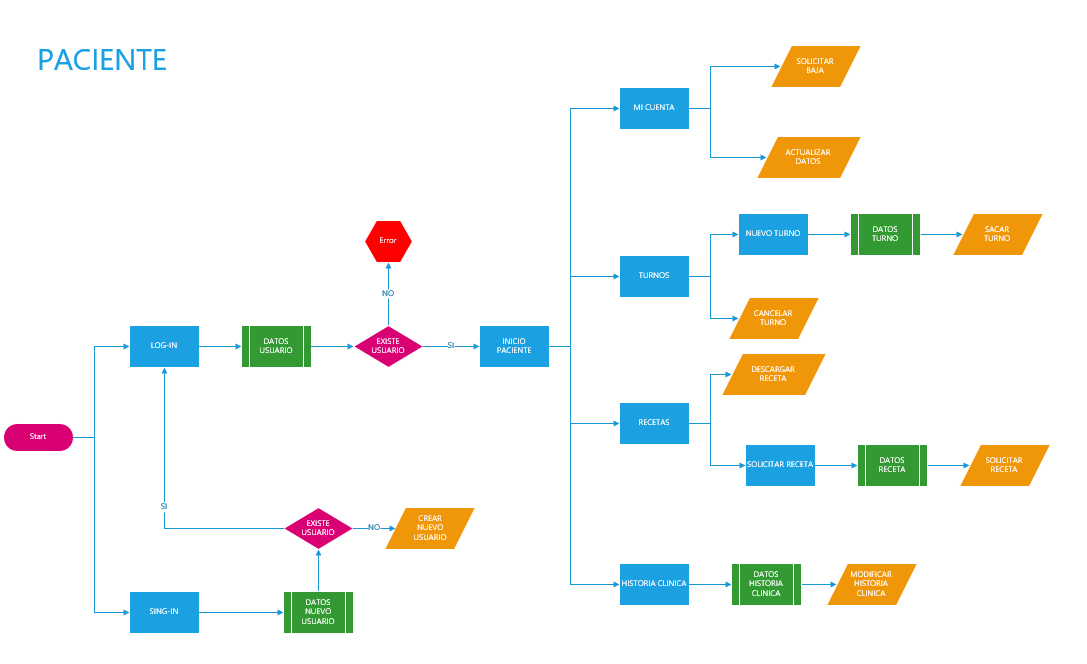 PACIENTE
SOLICITAR
BAJA
MI CUENTA
ACTUALIZAR
DATOS
Error
NUEVO TURNO
DATOS
TURNO
SACAR
TURNO
TURNOS
NO
CANCELAR
TURNO
LOG-IN
DATOS
USUARIO
EXISTE
USUARIO
SI
INICIO
PACIENTE
DESCARGAR
RECETA
RECETAS
Start
SOLICITAR RECETA
DATOS
RECETA
SOLICITAR
RECETA
SI
EXISTE
USUARIO
NO
CREAR
NUEVO
USUARIO
HISTORIA CLINICA
DATOS
HISTORIA
CLINICA
MODIFICAR
HISTORIA
CLINICA
SING-IN
DATOS
NUEVO
USUARIO